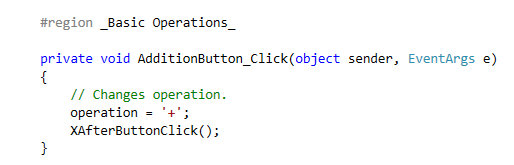 #region _Basic Operations_
private void AdditionButton_Click(object sender, EventArgs e)
{
// Changes operation.
operation = '+';
XAfterButtonClick();
}